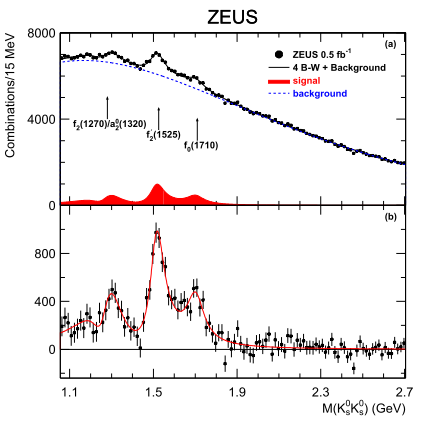 ZEUS
Combinations/15 MeV
8000
4000
0
(a)
ZEUS 0.5 fb⁻¹
4 B-W + Background
signal
background
f₂(1270)/a₂⁰(1320)
f₂′(1525)
f₀(1710)
(b)
800
400
0
1.1 1.5 1.9 2.3 2.7
M(K⁰ₛK⁰ₛ) (GeV)